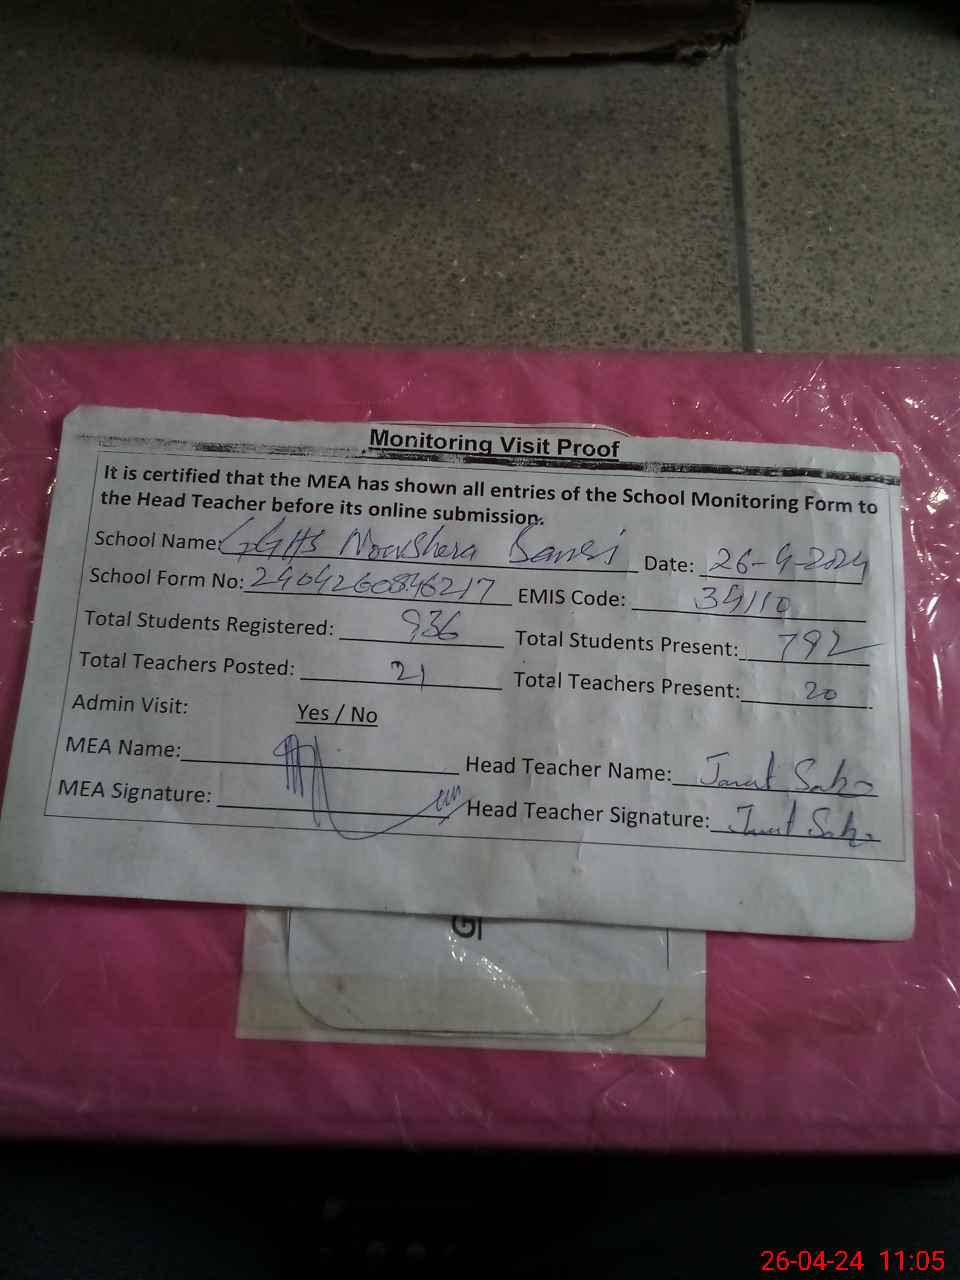 Monitoring Visit Proof
It is certified that the MEA has shown all entries of the School Monitoring Form to
the Head Teacher before its online submission.
School Name: GGHS Nowshera Date: 26-4-2024
School Form No: EMIS Code: 34110
Total Students Registered: 936 Total Students Present: 792
Total Teachers Posted: 21 Total Teachers Present: 20
Admin Visit: Yes / No
MEA Name: Head Teacher Name:
MEA Signature: Head Teacher Signature:
26-04-24 11:05